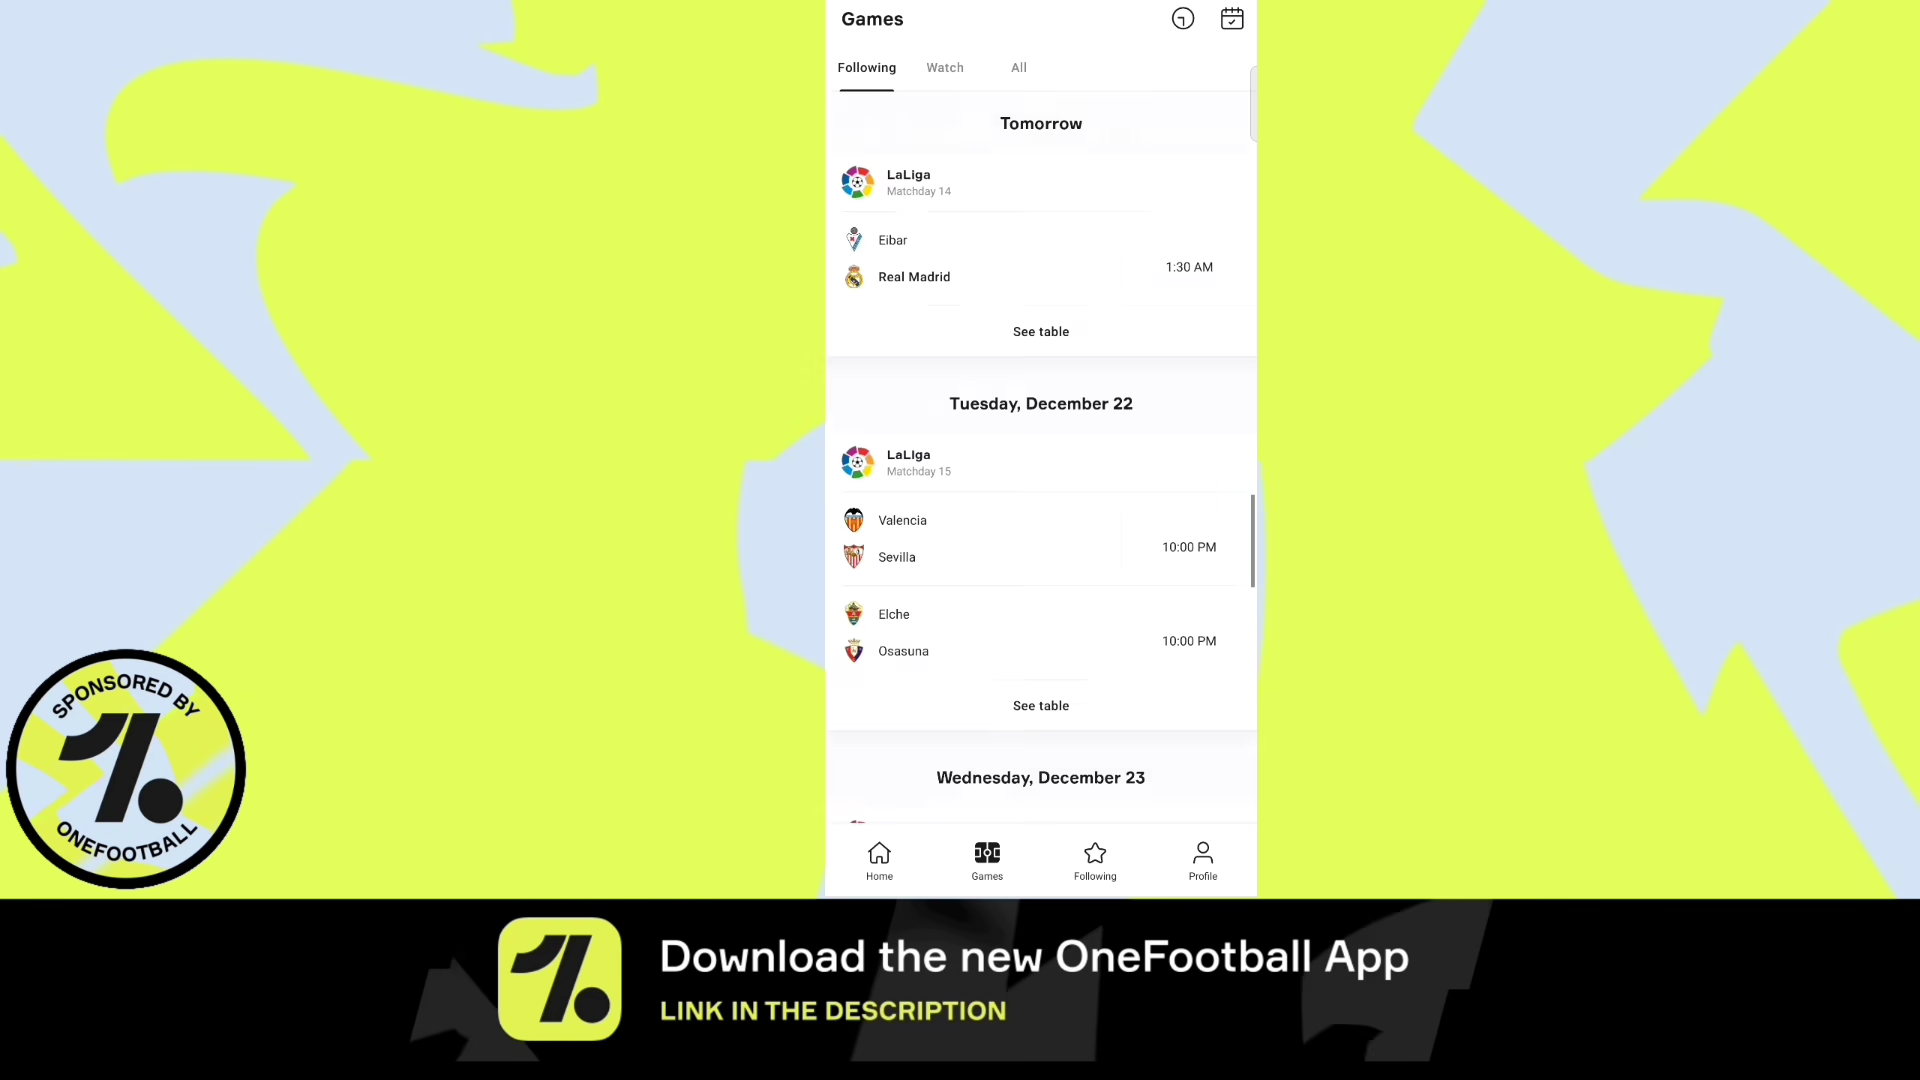 Games
Following Watch All
Tomorrow
LaLiga
Matchday 14
Eibar
Real Madrid
1:30 AM
See table
Tuesday, December 22
LaLiga
Matchday 15
Valencia
Sevilla
10:00 PM
Elche
Osasuna
10:00 PM
See table
Wednesday, December 23
Home Games Following Profile
SPONSORED BY
ONEFOOTBALL
Download the new OneFootball App
LINK IN THE DESCRIPTION